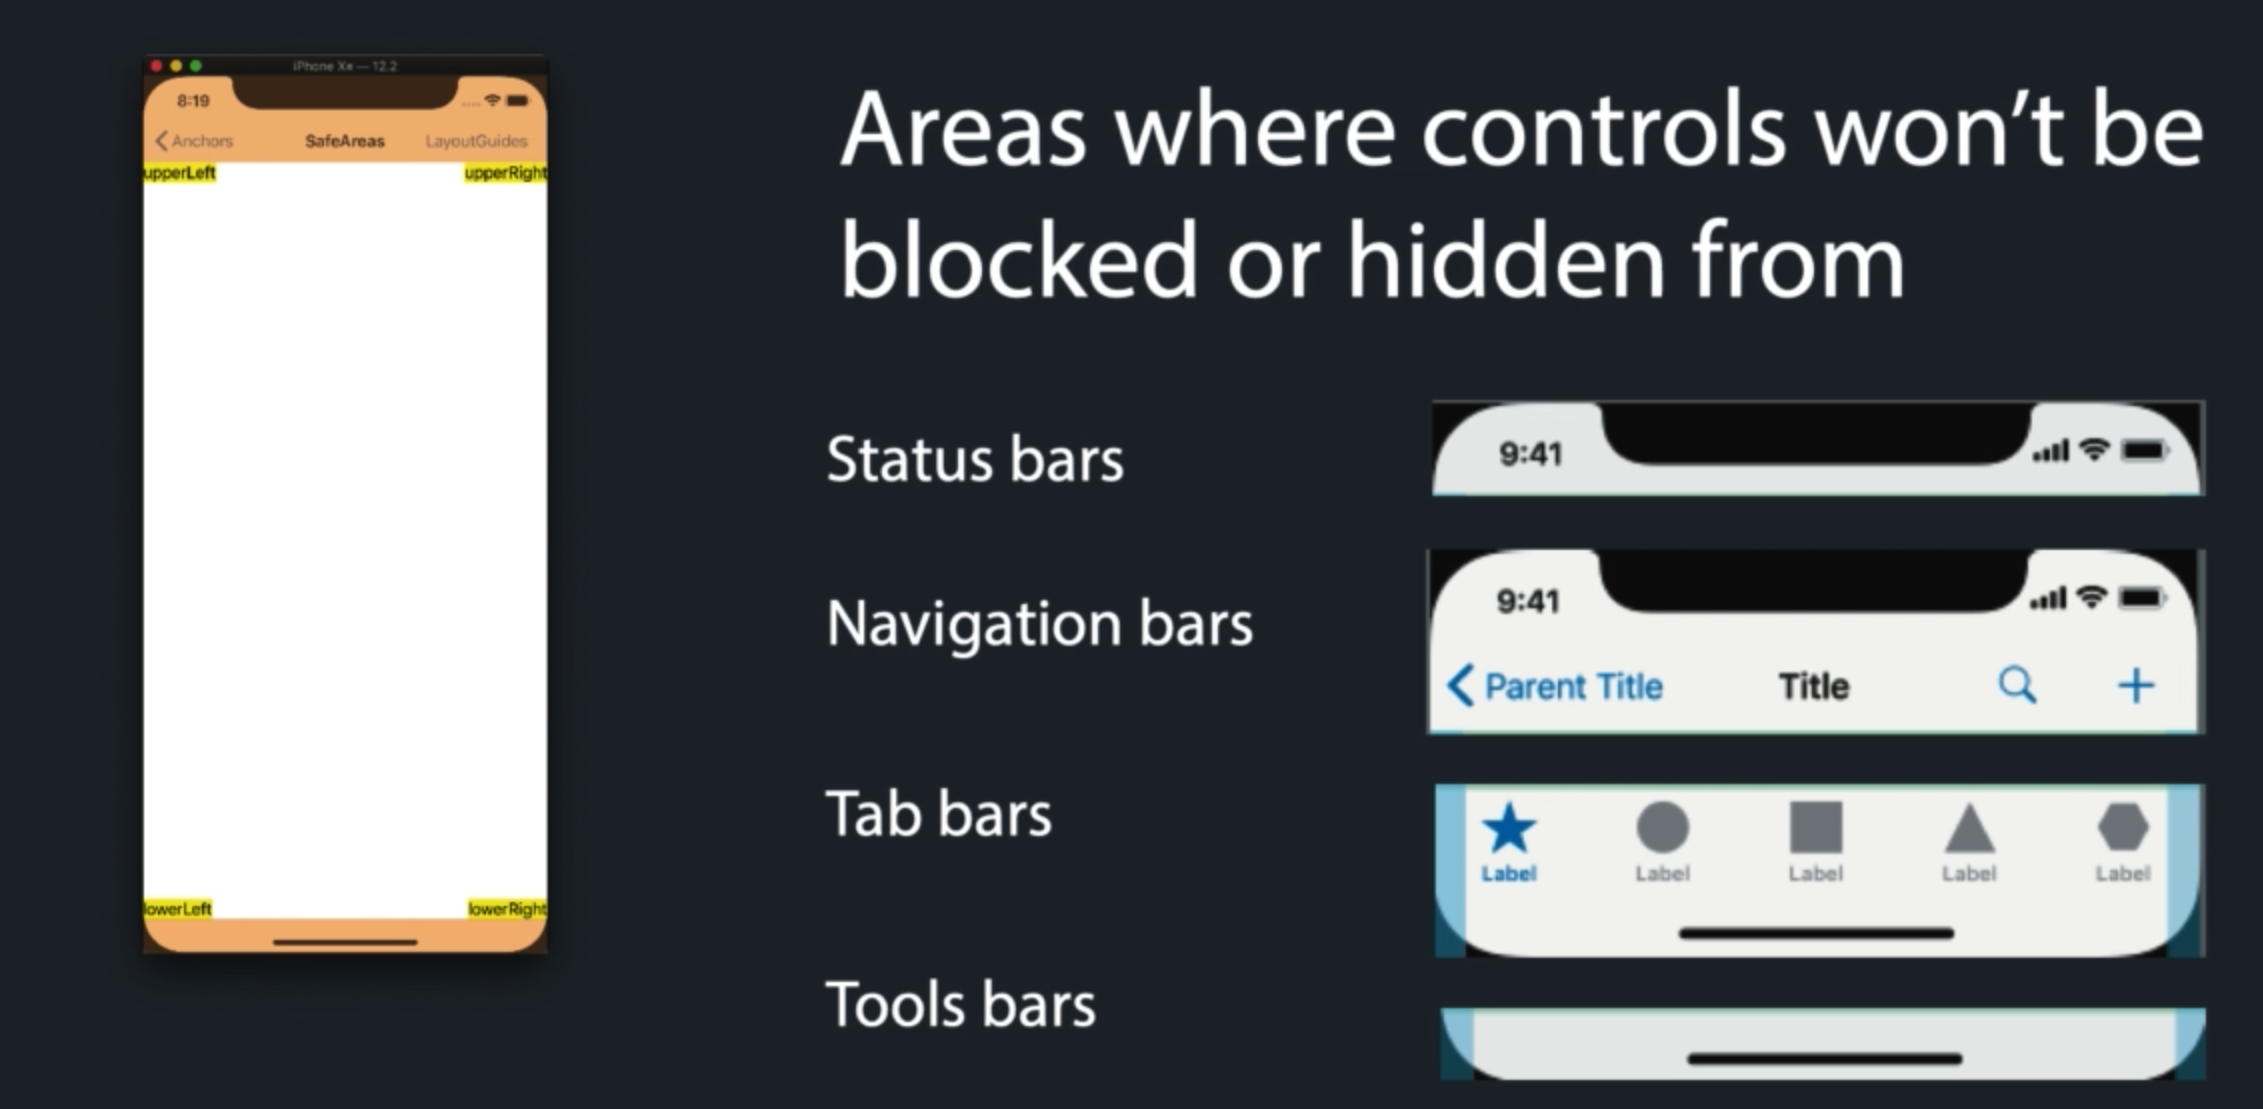 iPhone Xʀ — 12.2
8:19
Anchors
SafeAreas
LayoutGuides
upperLeft
upperRight
lowerLeft
lowerRight
Areas where controls won’t be
blocked or hidden from
Status bars
9:41
Navigation bars
9:41
Parent Title
Title
Tab bars
Label
Label
Label
Label
Label
Tools bars